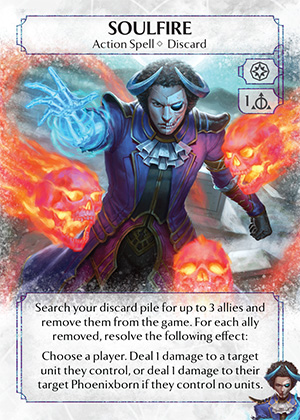 SOULFIRE
Action Spell ⋄ Discard
1
Search your discard pile for up to 3 allies and
remove them from the game. For each ally
removed, resolve the following effect:
Choose a player. Deal 1 damage to a target
unit they control, or deal 1 damage to their
target Phoenixborn if they control no units.